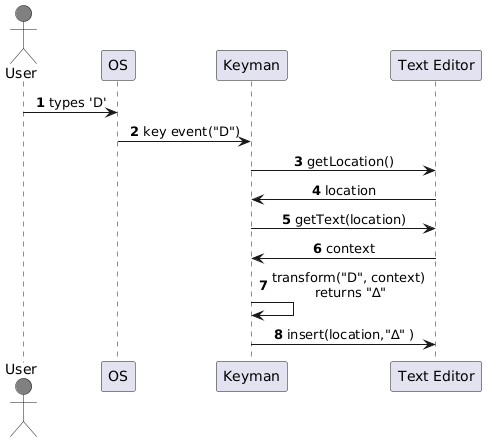 User
OS
Keyman
Text Editor
1 types 'D'
2 key event("D")
3 getLocation()
4 location
5 getText(location)
6 context
7 transform("D", context)
returns "Δ"
8 insert(location,"Δ" )
User
OS
Keyman
Text Editor